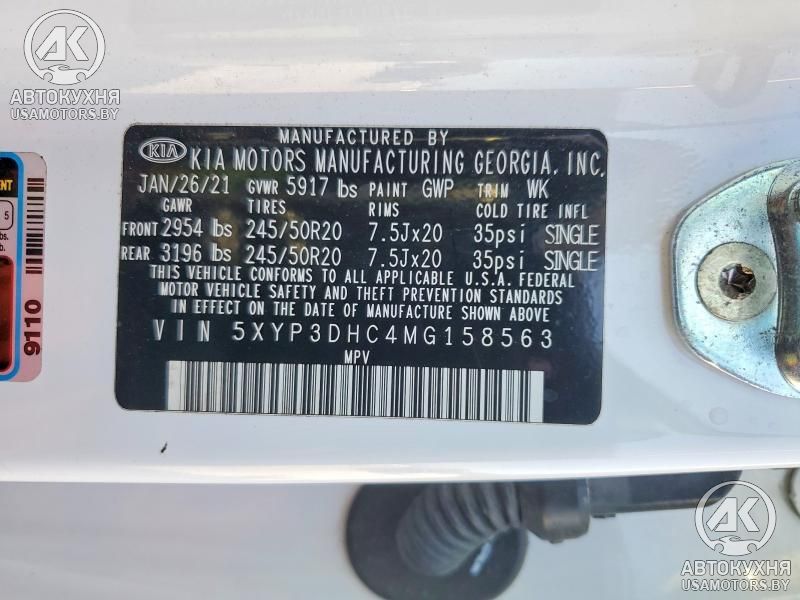 АК
АВТОКУХНЯ
USAMOTORS.BY
MANUFACTURED BY
KIA KIA MOTORS MANUFACTURING GEORGIA, INC.
JAN/26/21 GVWR 5917 lbs PAINT GWP TRIM WK
GAWR TIRES RIMS COLD TIRE INFL
FRONT 2954 lbs 245/50R20 7.5Jx20 35psi SINGLE
REAR 3196 lbs 245/50R20 7.5Jx20 35psi SINGLE
THIS VEHICLE CONFORMS TO ALL APPLICABLE U.S.A. FEDERAL
MOTOR VEHICLE SAFETY AND THEFT PREVENTION STANDARDS
IN EFFECT ON THE DATE OF MANUFACTURE SHOWN ABOVE
VIN 5XYP3DHC4MG158563
MPV
5
9110
АК
АВТОКУХНЯ
USAMOTORS.BY